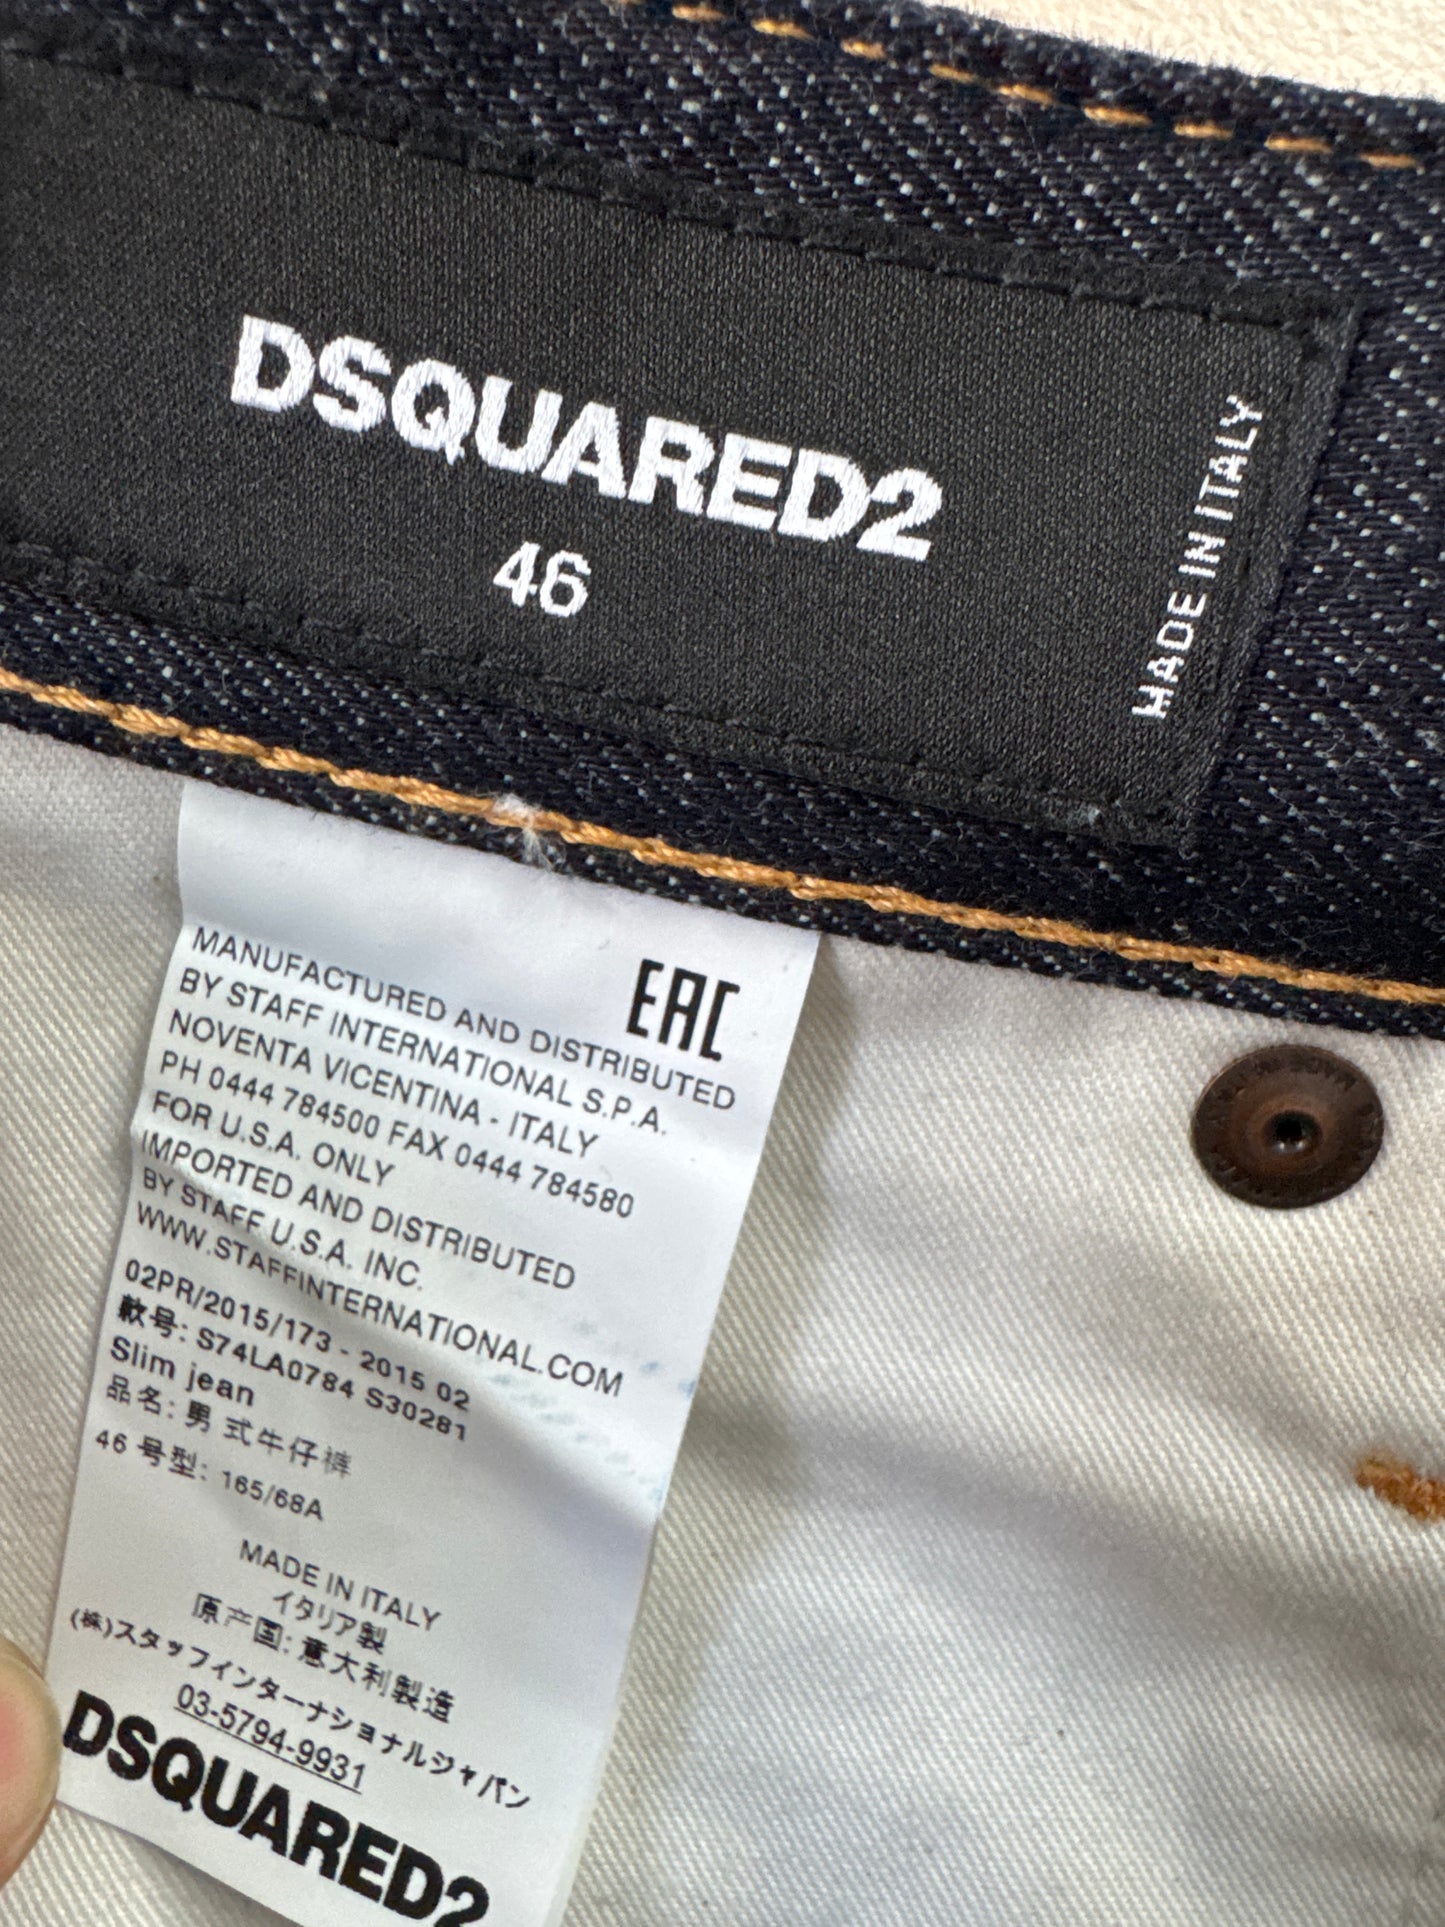 DSQUARED2
46
MADE IN ITALY
EAC
MANUFACTURED AND DISTRIBUTED
BY STAFF INTERNATIONAL S.P.A.
NOVENTA VICENTINA - ITALY
PH 0444 784500 FAX 0444 784580
FOR U.S.A. ONLY
IMPORTED AND DISTRIBUTED
BY STAFF U.S.A. INC.
WWW.STAFFINTERNATIONAL.COM
02PR/2015/173 - 2015 02
款号: S74LA0784 S30281
Slim jean
品名: 男式牛仔裤
46 号型: 165/68A
MADE IN ITALY
イタリア製
原产国: 意大利製造
(株)スタッフインターナショナルジャパン
03-5794-9931
DSQUARED2